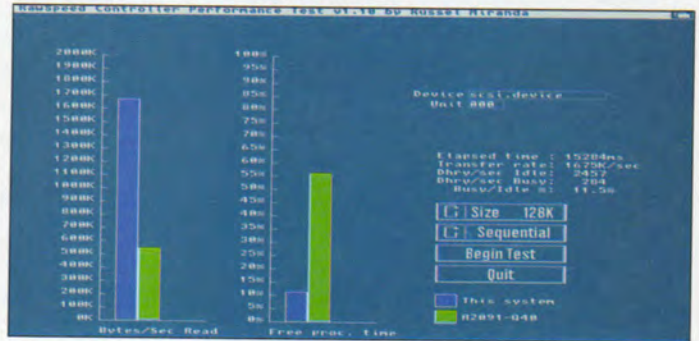 RawSpeed Controller Performance Test v1.10 by Russel Miranda
2000K
1900K
1800K
1700K
1600K
1500K
1400K
1300K
1200K
1100K
1000K
900K
800K
700K
600K
500K
400K
300K
200K
100K
0K
Bytes/Sec Read
100%
95%
90%
85%
80%
75%
70%
65%
60%
55%
50%
45%
40%
35%
30%
25%
20%
15%
10%
5%
0%
Free proc. time
Device scsi.device
Unit 000
Elapsed time : 15284ms
Transfer rate: 1675K/sec
Dhry/sec Idle: 2457
Dhry/sec Busy: 284
Busy/Idle %: 11.5%
Size 128K
Sequential
Begin Test
Quit
This system
A2091-Q40